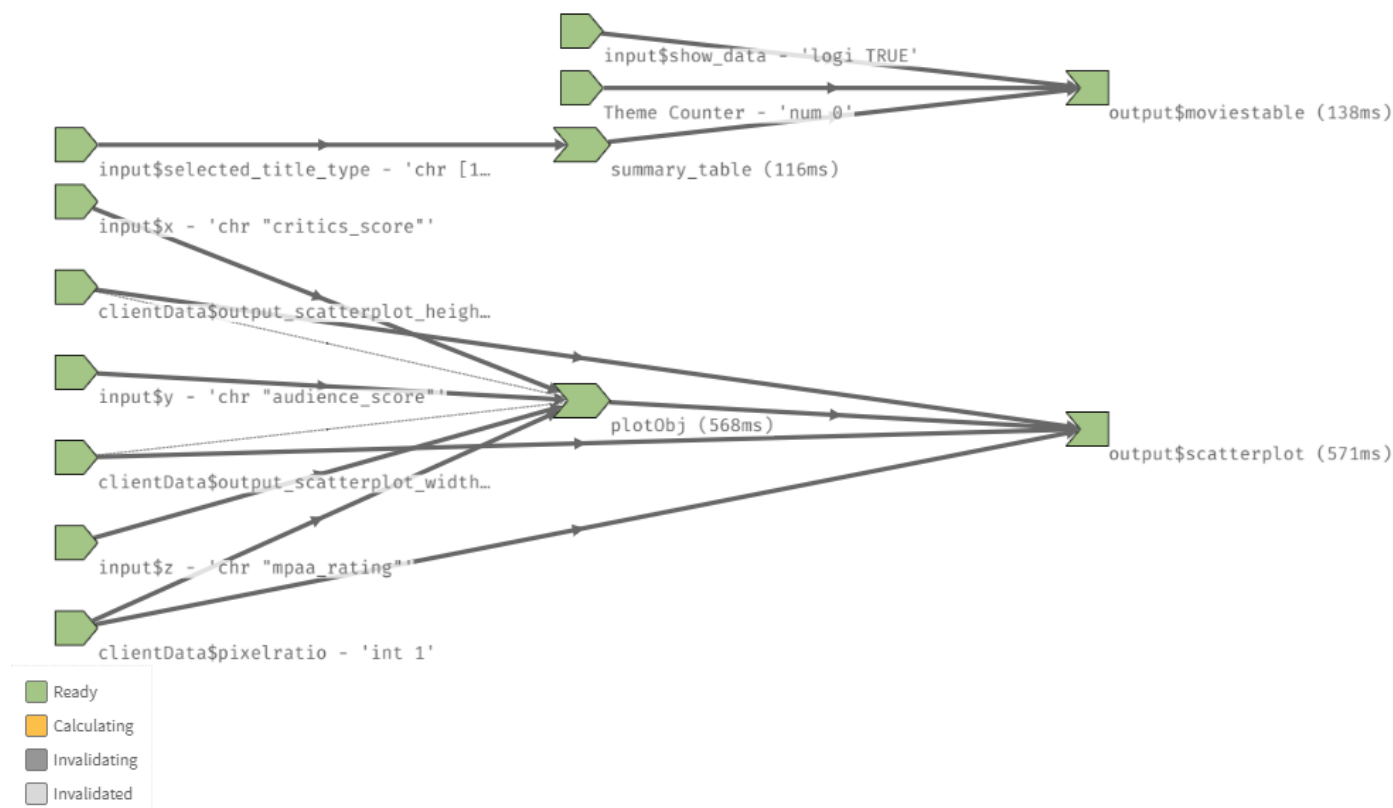 input$show_data - 'logi TRUE'
Theme Counter - 'num 0'
output$moviestable (138ms)
input$selected_title_type - 'chr [1…
summary_table (116ms)
input$x - 'chr "critics_score"'
clientData$output_scatterplot_heigh…
input$y - 'chr "audience_score"'
plotObj (568ms)
output$scatterplot (571ms)
clientData$output_scatterplot_width…
input$z - 'chr "mpaa_rating"'
clientData$pixelratio - 'int 1'
Ready
Calculating
Invalidating
Invalidated